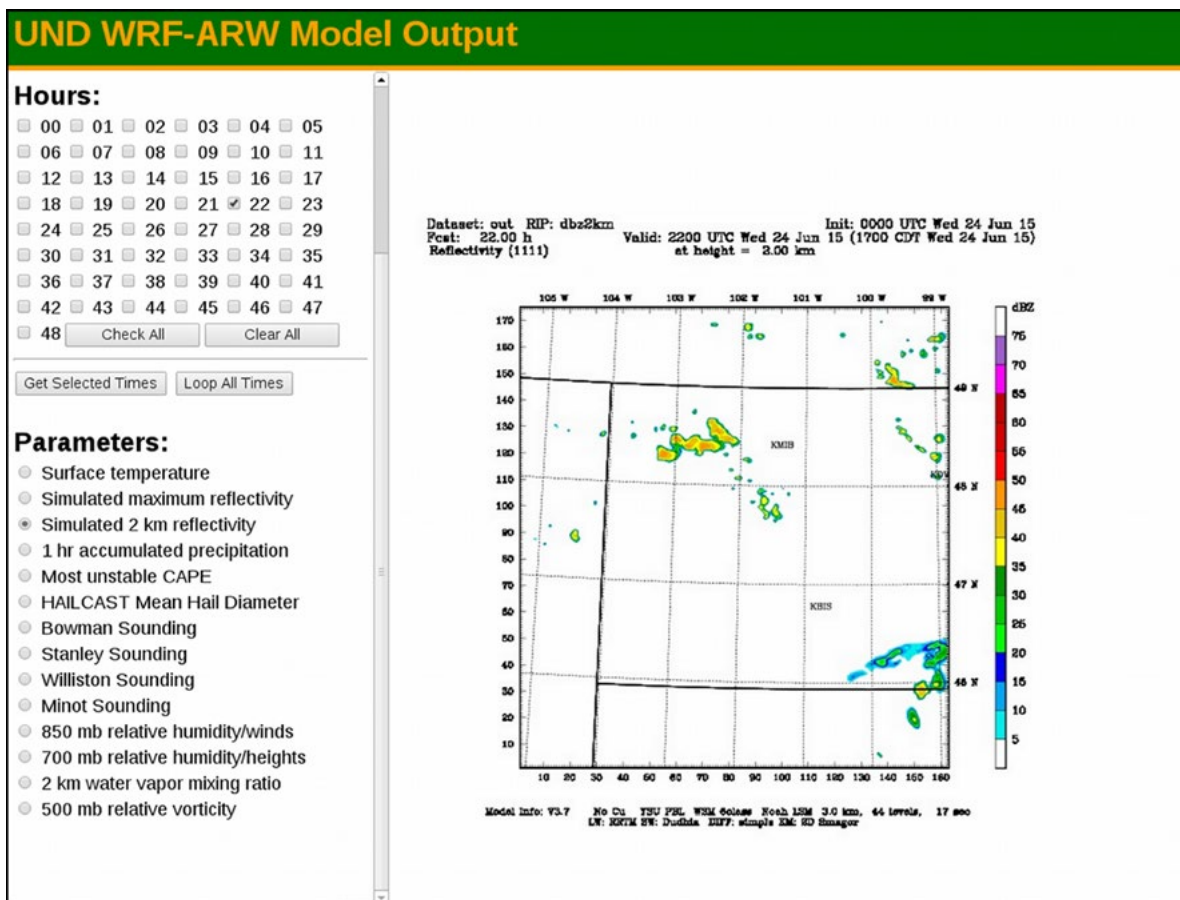 UND WRF-ARW Model Output
Hours:
00 01 02 03 04 05
06 07 08 09 10 11
12 13 14 15 16 17
18 19 20 21 22 23
24 25 26 27 28 29
30 31 32 33 34 35
36 37 38 39 40 41
42 43 44 45 46 47
48 Check All Clear All
Get Selected Times Loop All Times
Parameters:
Surface temperature
Simulated maximum reflectivity
Simulated 2 km reflectivity
1 hr accumulated precipitation
Most unstable CAPE
HAILCAST Mean Hail Diameter
Bowman Sounding
Stanley Sounding
Williston Sounding
Minot Sounding
850 mb relative humidity/winds
700 mb relative humidity/heights
2 km water vapor mixing ratio
500 mb relative vorticity
Dataset: out RIP: dbz2km Init: 0000 UTC Wed 24 Jun 15
Fcst: 22.00 h Valid: 2200 UTC Wed 24 Jun 15 (1700 CDT Wed 24 Jun 15)
Reflectivity (1111) at height = 2.00 km
105 W 104 W 103 W 102 W 101 W 100 W 99 W dBZ
170
160
150
140
130
120
110
100
90
80
70
60
50
40
30
20
10
KMIB
KBIS
49 N
48 N
47 N
46 N
75
70
65
60
55
50
45
40
35
30
25
20
15
10
5
10 20 30 40 50 60 70 80 90 100 110 120 130 140 150 160
Model Info: V3.7 No Cu YSU PBL WSM 6class Noah LSM 3.0 km, 44 levels, 17 sec
LW: RRTM SW: Dudhia DIFF: simple KM: 2D Smagor